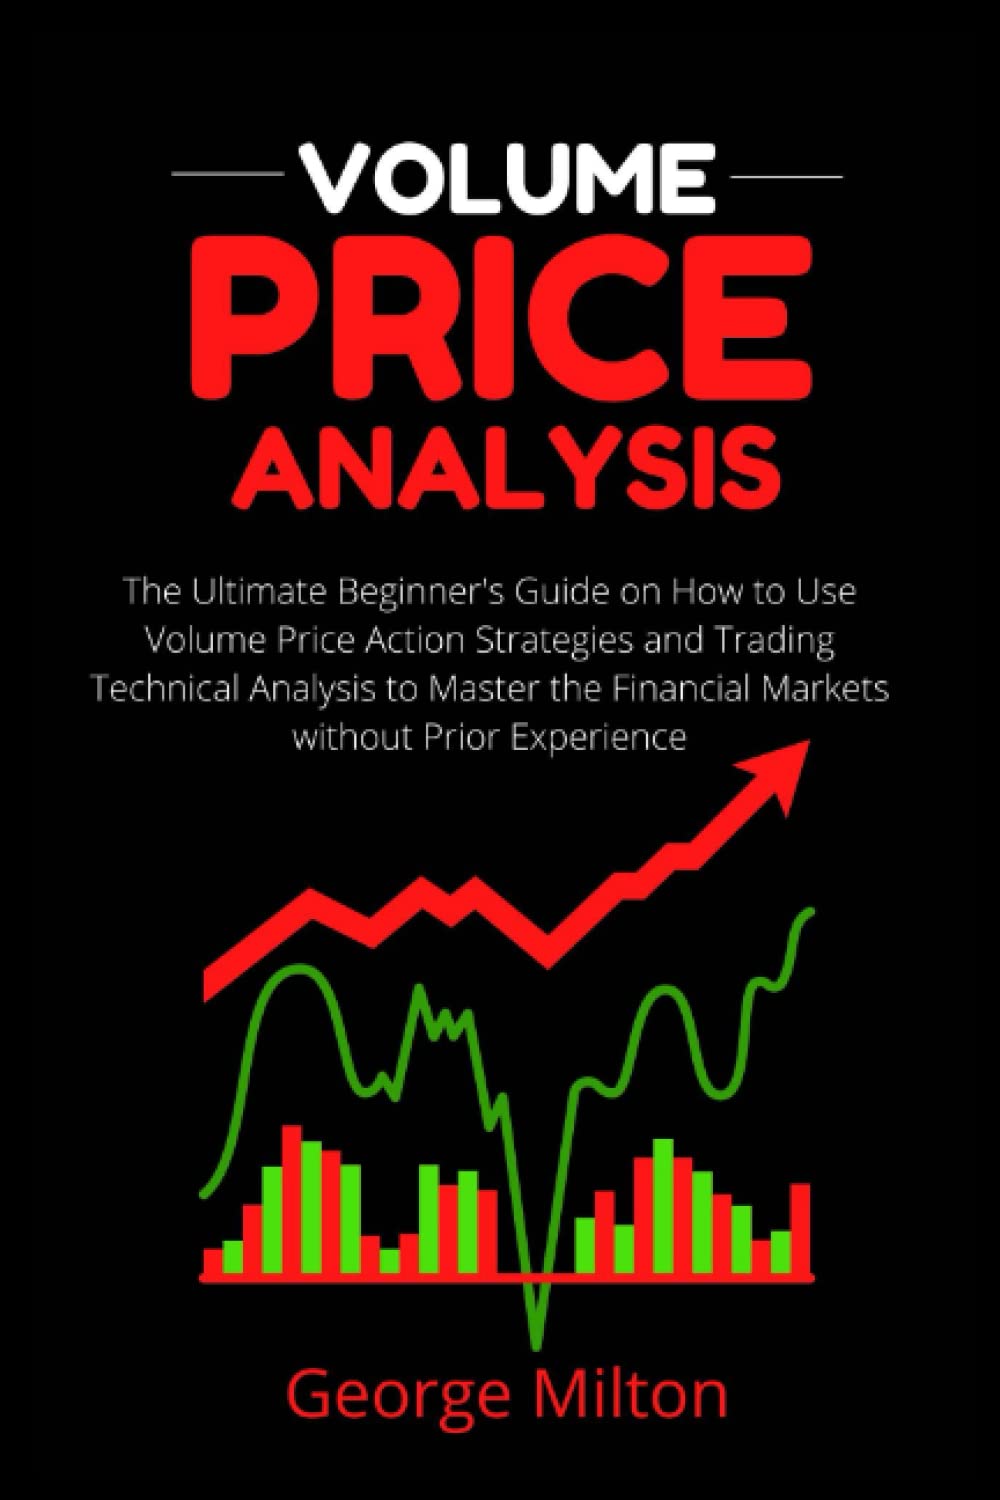 VOLUME
PRICE
ANALYSIS
The Ultimate Beginner's Guide on How to Use
Volume Price Action Strategies and Trading
Technical Analysis to Master the Financial Markets
without Prior Experience
George Milton